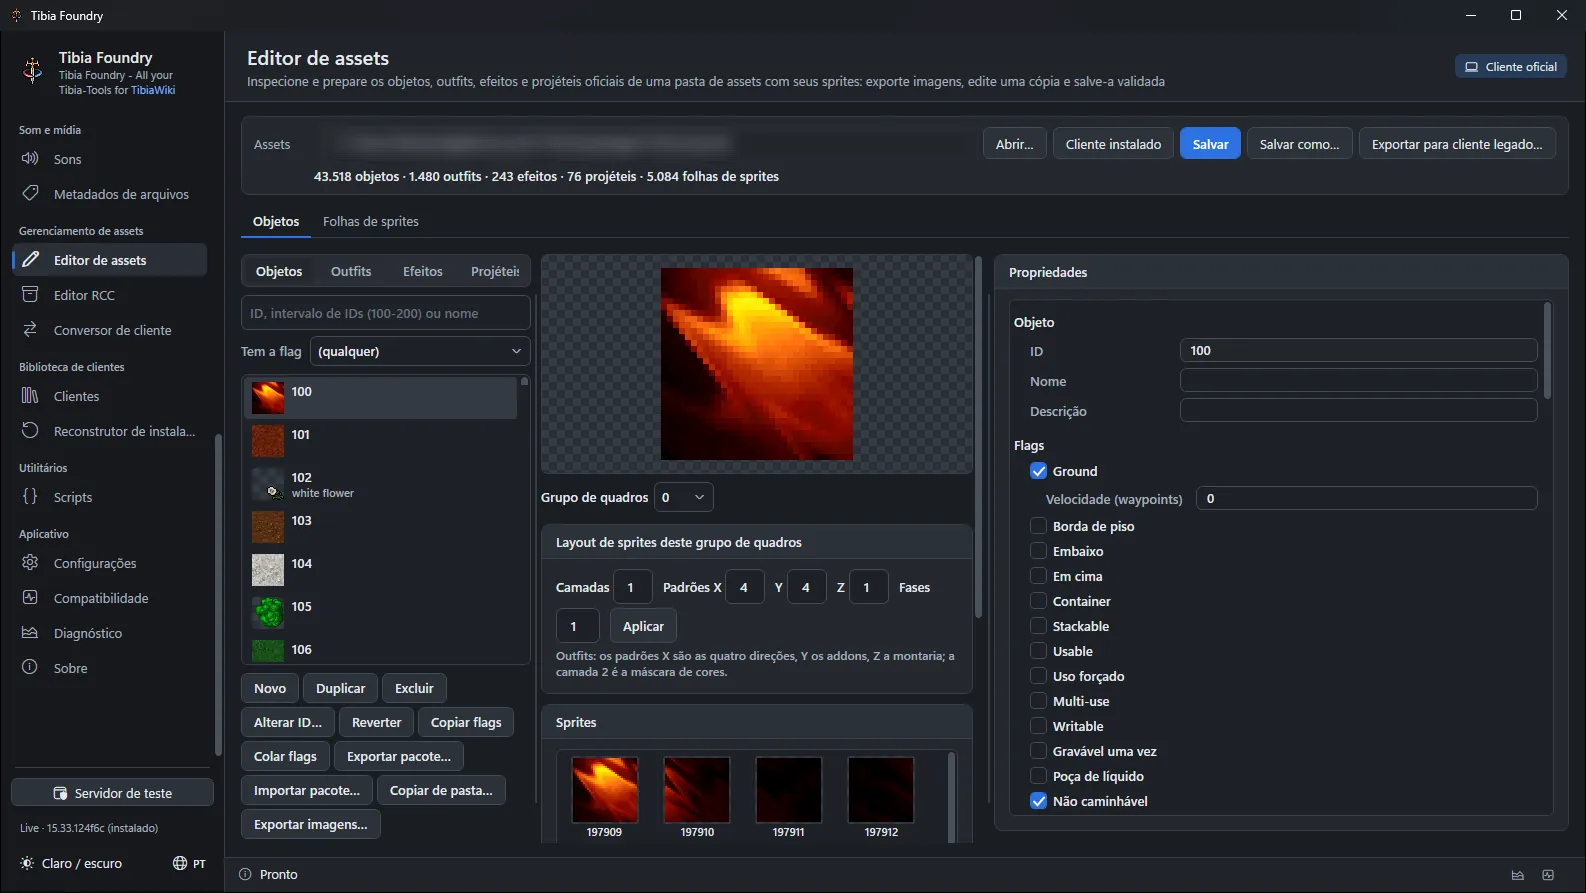 Tibia Foundry
Tibia Foundry
Tibia Foundry - All your
Tibia-Tools for TibiaWiki
Som e mídia
Sons
Metadados de arquivos
Gerenciamento de assets
Editor de assets
Editor RCC
Conversor de cliente
Biblioteca de clientes
Clientes
Reconstrutor de instala...
Utilitários
Scripts
Aplicativo
Configurações
Compatibilidade
Diagnóstico
Sobre
Servidor de teste
Live · 15.33.124f6c (instalado)
Claro / escuro
PT
Editor de assets
Inspecione e prepare os objetos, outfits, efeitos e projéteis oficiais de uma pasta de assets com seus sprites: exporte imagens, edite uma cópia e salve-a validada
Cliente oficial
Assets
Abrir...
Cliente instalado
Salvar
Salvar como...
Exportar para cliente legado...
43.518 objetos · 1.480 outfits · 243 efeitos · 76 projéteis · 5.084 folhas de sprites
Objetos
Folhas de sprites
Objetos
Outfits
Efeitos
Projéteis
ID, intervalo de IDs (100-200) ou nome
Tem a flag
(qualquer)
100
101
102
white flower
103
104
105
106
Novo
Duplicar
Excluir
Alterar ID...
Reverter
Copiar flags
Colar flags
Exportar pacote...
Importar pacote...
Copiar de pasta...
Exportar imagens...
Grupo de quadros
0
Layout de sprites deste grupo de quadros
Camadas
1
Padrões X
4
Y
4
Z
1
Fases
1
Aplicar
Outfits: os padrões X são as quatro direções, Y os addons, Z a montaria; a
camada 2 é a máscara de cores.
Sprites
197909
197910
197911
197912
Propriedades
Objeto
ID
100
Nome
Descrição
Flags
Ground
Velocidade (waypoints)
0
Borda de piso
Embaixo
Em cima
Container
Stackable
Usable
Uso forçado
Multi-use
Writable
Gravável uma vez
Poça de líquido
Não caminhável
Pronto